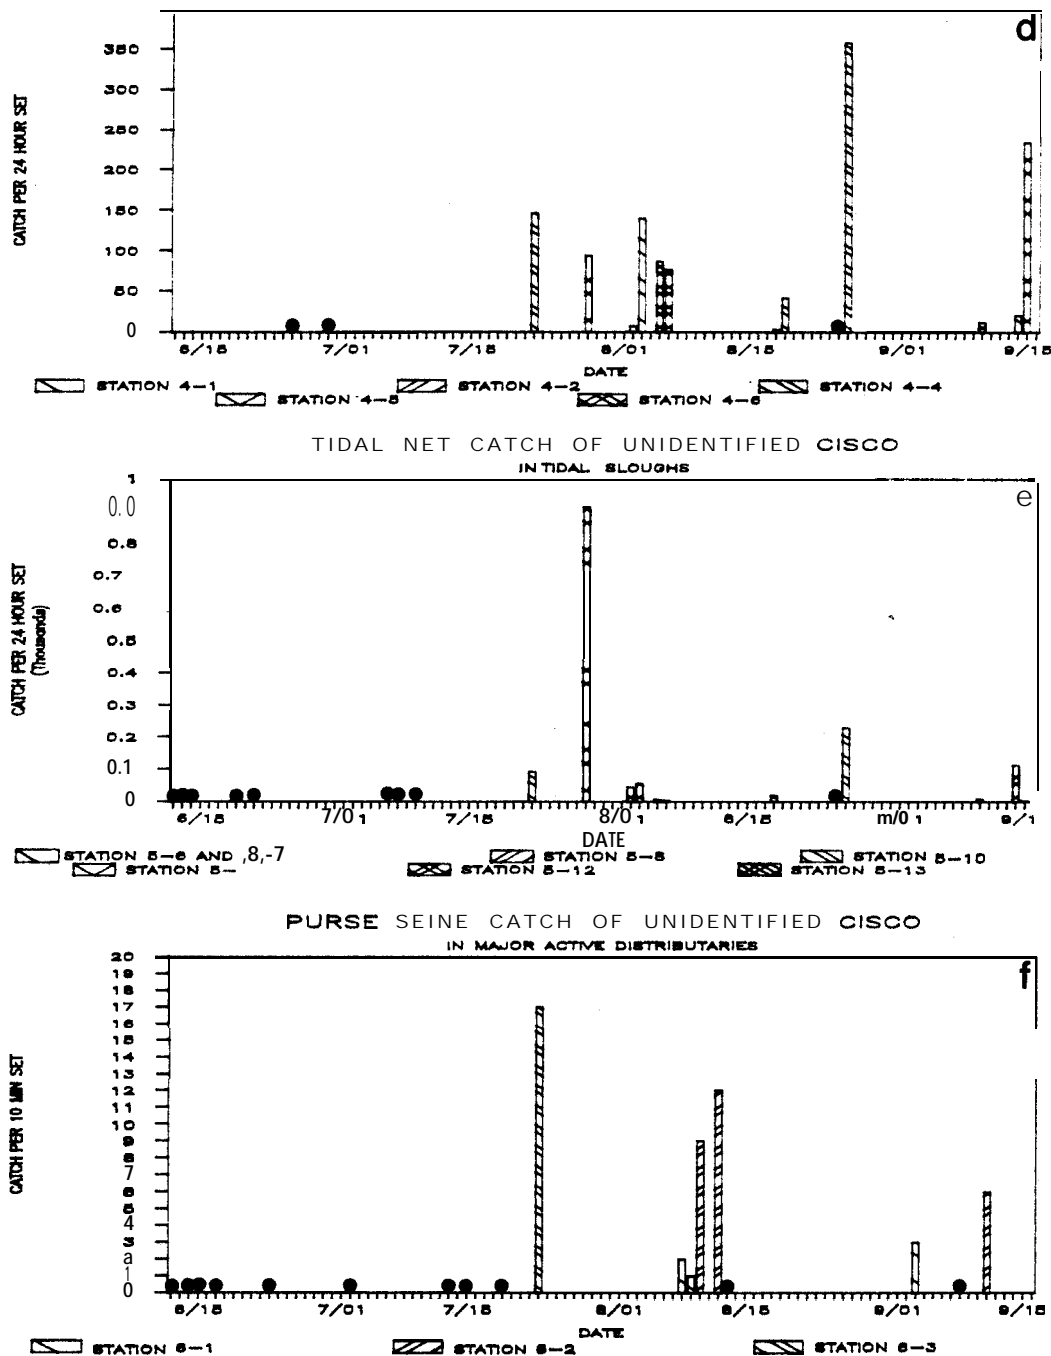 d
350
300
250
200
150
100
50
0
CATCH PER 24 HOUR SET
6/15 7/01 7/15 8/01 8/15 9/01 9/15
DATE
STATION 4-1 STATION 4-2 STATION 4-4
STATION 4-5 STATION 4-6
TIDAL NET CATCH OF UNIDENTIFIED CISCO
IN TIDAL SLOUGHS
e
1
0.0
0.8
0.7
0.6
0.5
0.4
0.3
0.2
0.1
0
CATCH PER 24 HOUR SET
(Thousands)
6/15 7/01 7/15 8/01 8/15 m/01 9/1
DATE
STATION 5-6 AND ,8,-7 STATION 5-8 STATION 5-10
STATION 5- STATION 5-12 STATION 5-13
PURSE SEINE CATCH OF UNIDENTIFIED CISCO
IN MAJOR ACTIVE DISTRIBUTARIES
f
20
19
18
17
16
15
14
13
12
11
10
9
8
7
6
5
4
3
a
1
0
CATCH PER 10 MIN SET
6/15 7/01 7/15 8/01 8/15 9/01 9/15
DATE
STATION 6-1 STATION 6-2 STATION 6-3